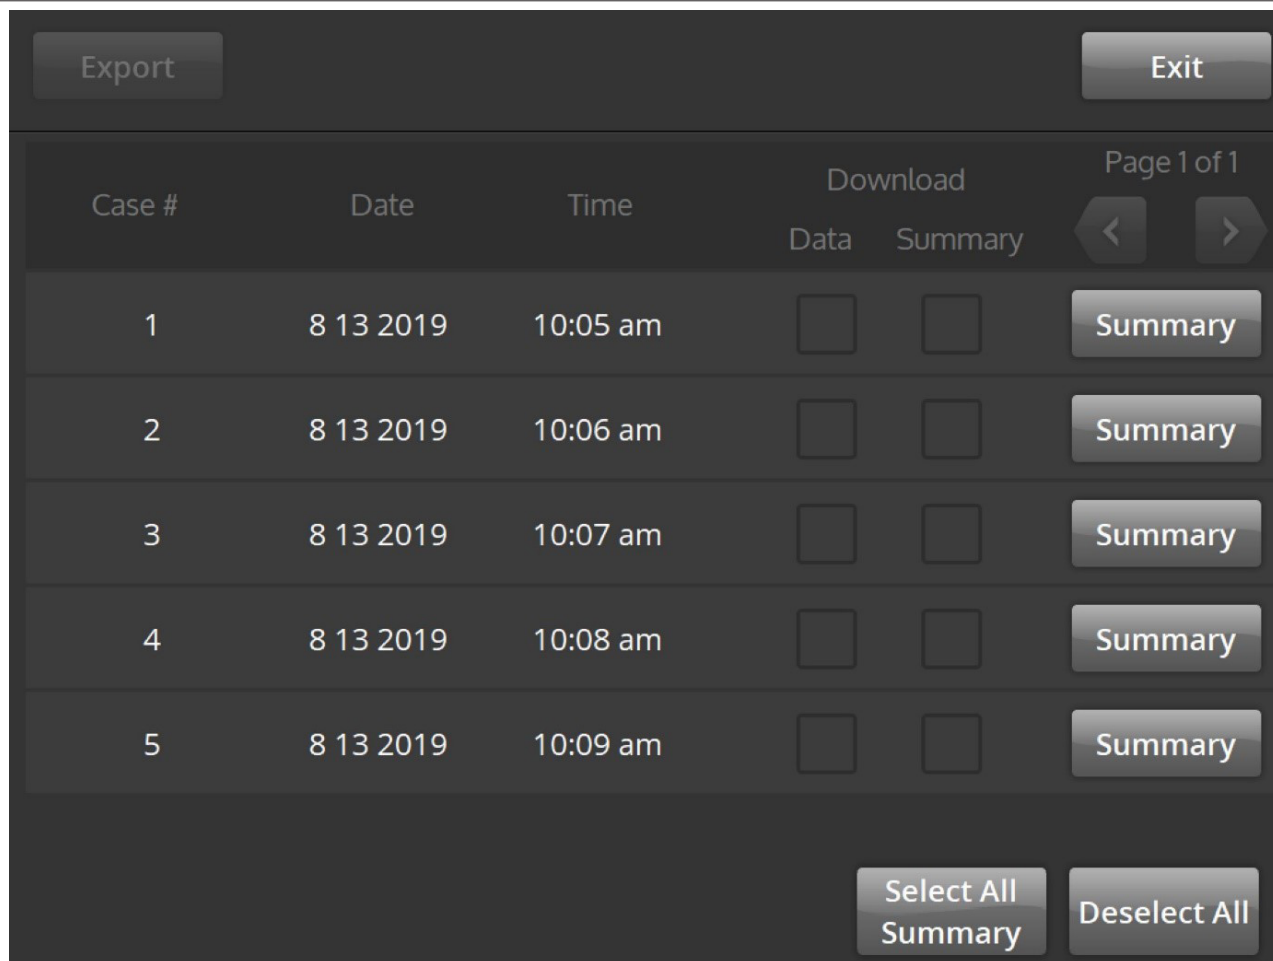 Export
Exit
Case #
Date
Time
Download
Data
Summary
Page 1 of 1
1 8 13 2019 10:05 am Summary
2 8 13 2019 10:06 am Summary
3 8 13 2019 10:07 am Summary
4 8 13 2019 10:08 am Summary
5 8 13 2019 10:09 am Summary
Select All
Summary
Deselect All